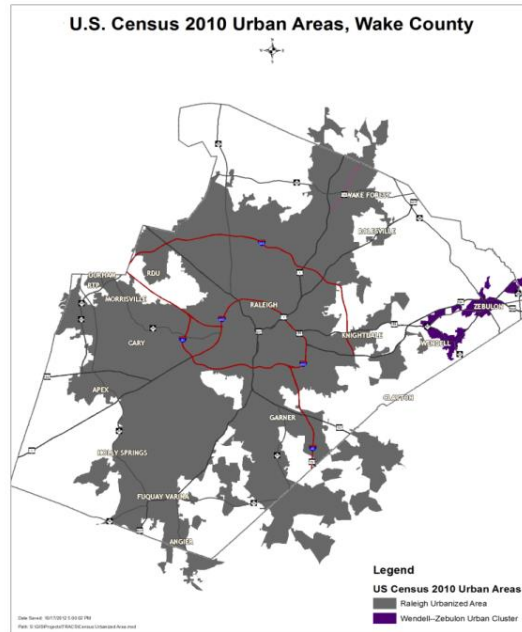 U.S. Census 2010 Urban Areas, Wake County
WAKE FOREST
ROLESVILLE
DURHAM
RTP
RDU
MORRISVILLE
RALEIGH
ZEBULON
CARY
KNIGHTDALE
WENDELL
APEX
CLAYTON
GARNER
HOLLY SPRINGS
FUQUAY VARINA
ANGIER
Legend
US Census 2010 Urban Areas
Raleigh Urbanized Area
Wendell--Zebulon Urban Cluster